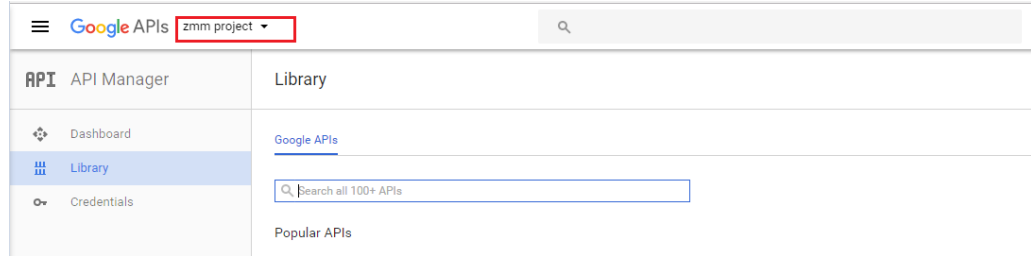 Google APIs zmm project
API API Manager
Library
Dashboard
Google APIs
Library
Search all 100+ APIs
Credentials
Popular APIs